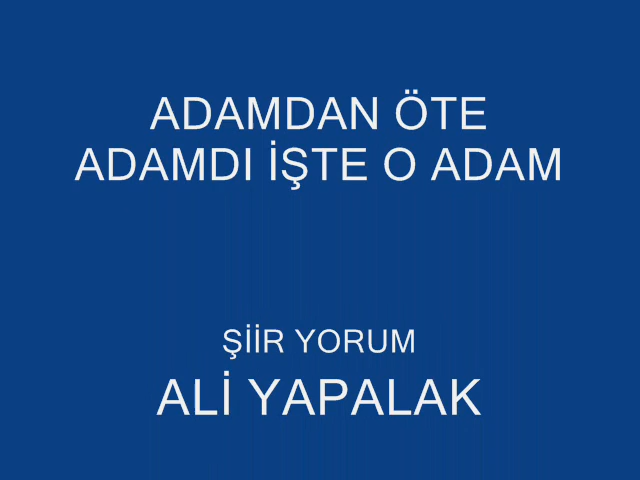 ADAMDAN ÖTE
ADAMDI İŞTE O ADAM
ŞİİR YORUM
ALİ YAPALAK